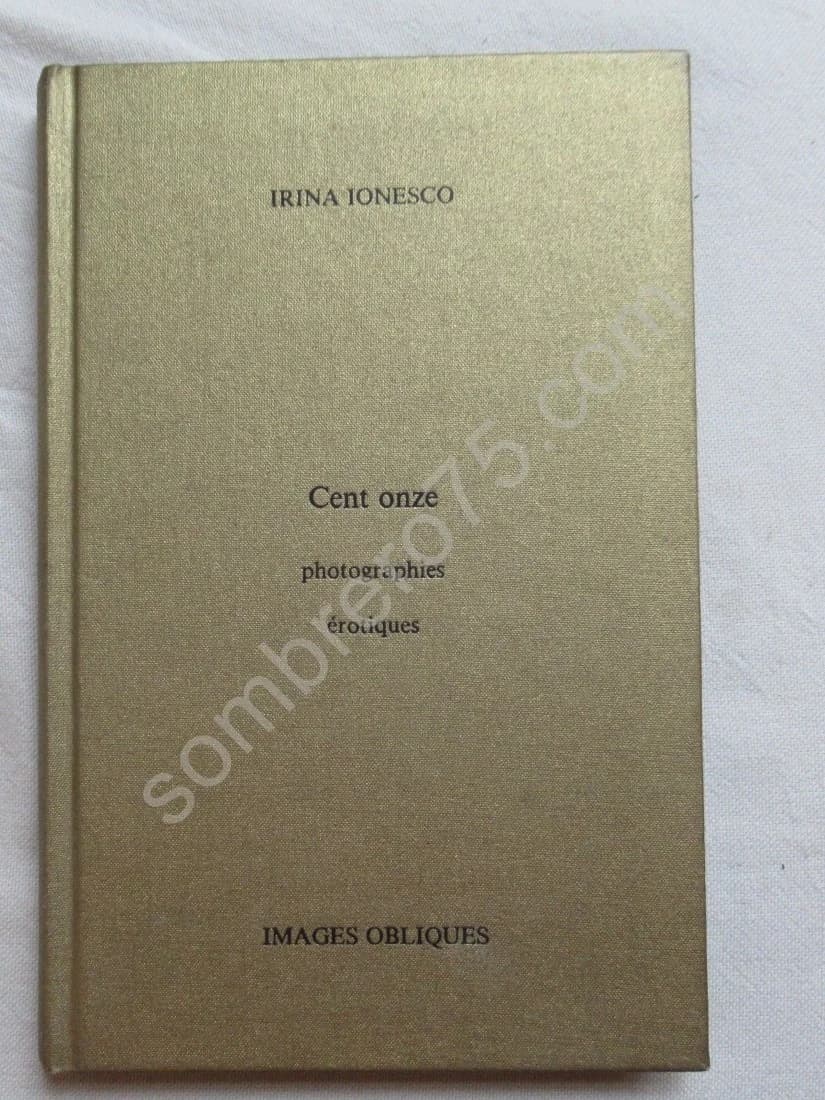 IRINA IONESCO
Cent onze
photographies
érotiques
IMAGES OBLIQUES
sombrero75.com